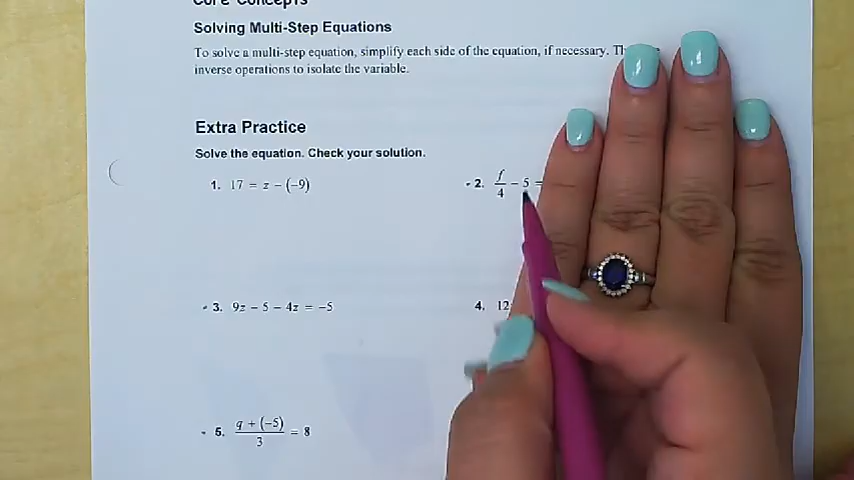 Core Concepts
Solving Multi-Step Equations
To solve a multi-step equation, simplify each side of the equation, if necessary.
inverse operations to isolate the variable.
Extra Practice
Solve the equation. Check your solution.
1. 17 = z − (−9)
2. f/4 − 5 =
3. 9z − 5 − 4z = −5
4. 12
5. (q + (−5))/3 = 8